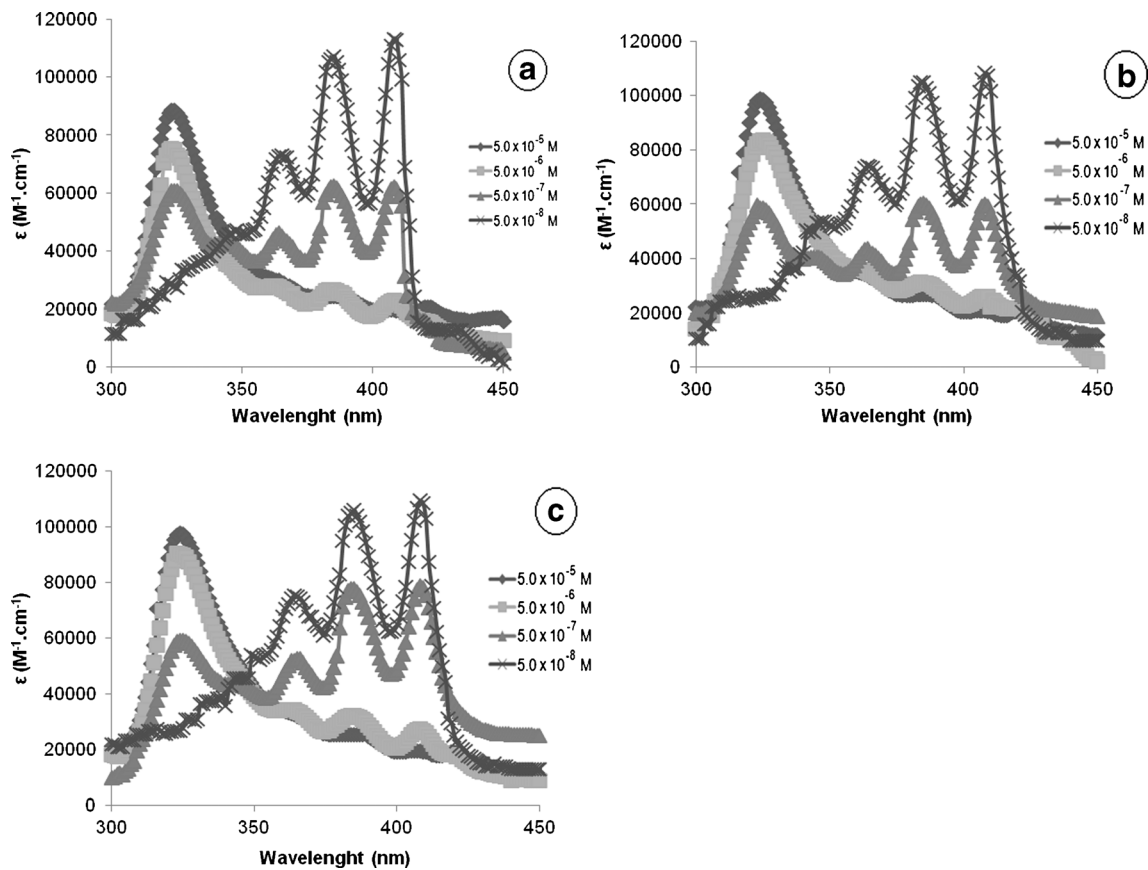 a
120000
100000
80000
60000
40000
20000
0
ε (M⁻¹.cm⁻¹)
300 350 400 450
Wavelenght (nm)
5.0 x 10⁻⁵ M
5.0 x 10⁻⁶ M
5.0 x 10⁻⁷ M
5.0 x 10⁻⁸ M
b
120000
100000
80000
60000
40000
20000
0
ε (M⁻¹.cm⁻¹)
300 350 400 450
Wavelenght (nm)
5.0 x 10⁻⁵ M
5.0 x 10⁻⁶ M
5.0 x 10⁻⁷ M
5.0 x 10⁻⁸ M
c
120000
100000
80000
60000
40000
20000
0
ε (M⁻¹.cm⁻¹)
300 350 400 450
Wavelenght (nm)
5.0 x 10⁻⁵ M
5.0 x 10⁻⁶ M
5.0 x 10⁻⁷ M
5.0 x 10⁻⁸ M